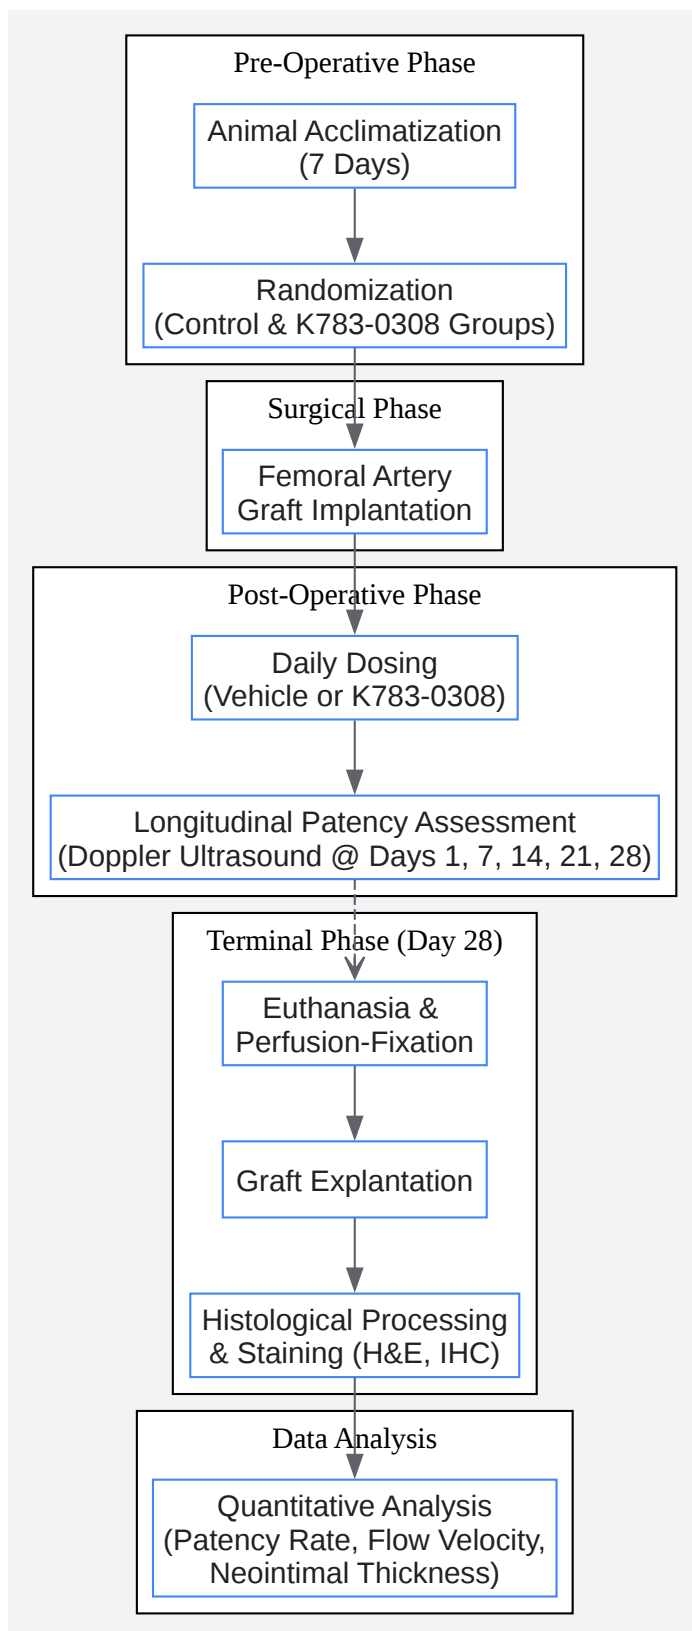 Pre-Operative Phase
Animal Acclimatization
(7 Days)
Randomization
(Control & K783-0308 Groups)
Surgical Phase
Femoral Artery
Graft Implantation
Post-Operative Phase
Daily Dosing
(Vehicle or K783-0308)
Longitudinal Patency Assessment
(Doppler Ultrasound @ Days 1, 7, 14, 21, 28)
Terminal Phase (Day 28)
Euthanasia &
Perfusion-Fixation
Graft Explantation
Histological Processing
& Staining (H&E, IHC)
Data Analysis
Quantitative Analysis
(Patency Rate, Flow Velocity,
Neointimal Thickness)